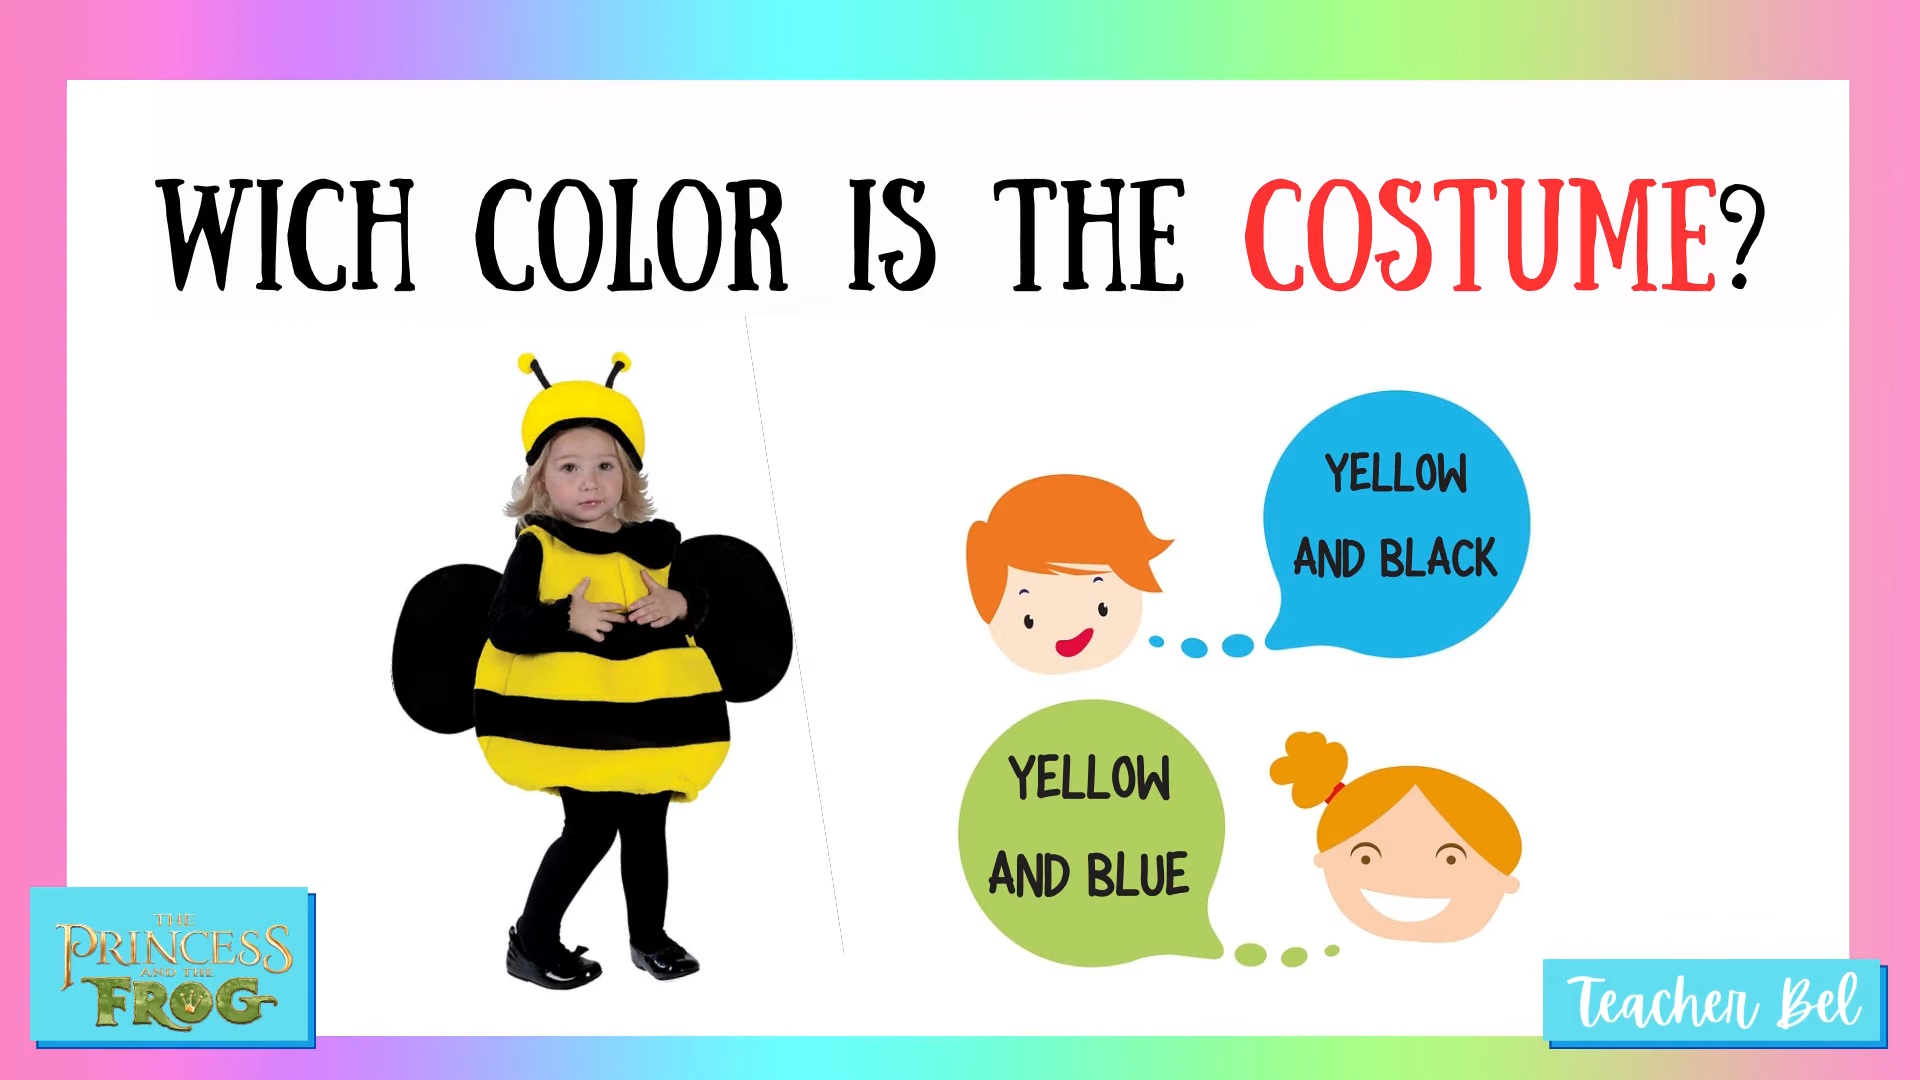 WICH COLOR IS THE COSTUME?
YELLOW
AND BLACK
YELLOW
AND BLUE
THE
PRINCESS
AND THE
FROG
Teacher Bel